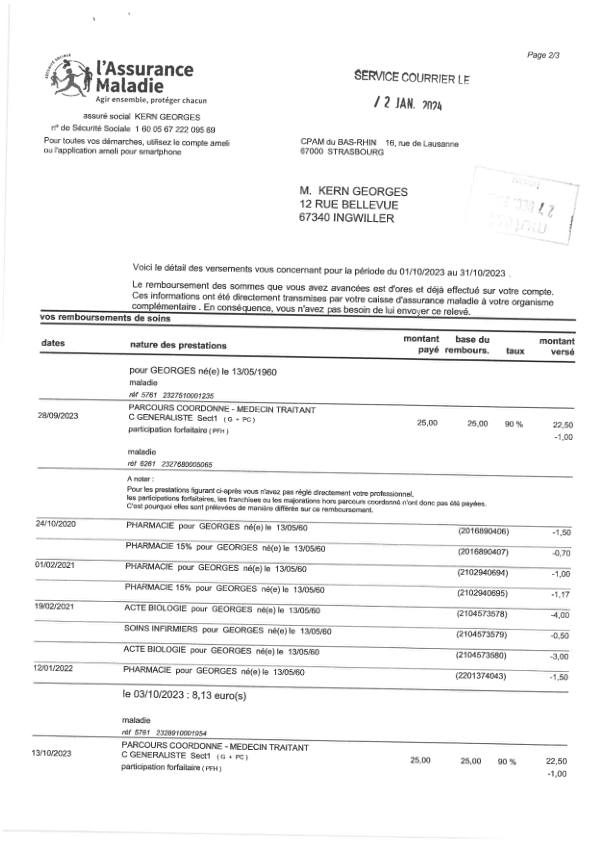 Page 2/3
SÉCURITÉ SOCIALE
l'Assurance
Maladie
Agir ensemble, protéger chacun
SERVICE COURRIER LE
12 JAN. 2024
assuré social KERN GEORGES
n° de Sécurité Sociale 1 60 05 67 222 095 69
Pour toutes vos démarches, utilisez le compte ameli
ou l'application ameli pour smartphone
CPAM du BAS-RHIN 16, rue de Lausanne
67000 STRASBOURG
M. KERN GEORGES
12 RUE BELLEVUE
67340 INGWILLER
Voici le détail des versements vous concernant pour la période du 01/10/2023 au 31/10/2023 .
Le remboursement des sommes que vous avez avancées est d'ores et déjà effectué sur votre compte.
Ces informations ont été directement transmises par votre caisse d'assurance maladie à votre organisme
complémentaire . En conséquence, vous n'avez pas besoin de lui envoyer ce relevé.
vos remboursements de soins
dates nature des prestations montant payé base du rembours. taux montant versé
pour GEORGES né(e) le 13/05/1960
maladie
réf 5761 2327510001235
28/09/2023 PARCOURS COORDONNE - MEDECIN TRAITANT
C GENERALISTE Sect1 ( G + PC ) 25,00 25,00 90 % 22,50
participation forfaitaire ( PFH ) -1,00
maladie
réf 6261 2327680005065
A noter :
Pour les prestations figurant ci-après vous n'avez pas réglé directement votre professionnel,
les participations forfaitaires, les franchises ou les majorations hors parcours coordonné n'ont donc pas été payées.
C'est pourquoi elles sont prélevées de manière différée sur ce remboursement.
24/10/2020 PHARMACIE pour GEORGES né(e) le 13/05/60 (2016890406) -1,50
PHARMACIE 15% pour GEORGES né(e) le 13/05/60 (2016890407) -0,70
01/02/2021 PHARMACIE pour GEORGES né(e) le 13/05/60 (2102940694) -1,00
PHARMACIE 15% pour GEORGES né(e) le 13/05/60 (2102940695) -1,17
19/02/2021 ACTE BIOLOGIE pour GEORGES né(e) le 13/05/60 (2104573578) -4,00
SOINS INFIRMIERS pour GEORGES né(e) le 13/05/60 (2104573579) -0,50
ACTE BIOLOGIE pour GEORGES né(e) le 13/05/60 (2104573580) -3,00
12/01/2022 PHARMACIE pour GEORGES né(e) le 13/05/60 (2201374043) -1,50
le 03/10/2023 : 8,13 euro(s)
maladie
réf 5761 2328910001954
13/10/2023 PARCOURS COORDONNE - MEDECIN TRAITANT
C GENERALISTE Sect1 ( G + PC ) 25,00 25,00 90 % 22,50
participation forfaitaire ( PFH ) -1,00